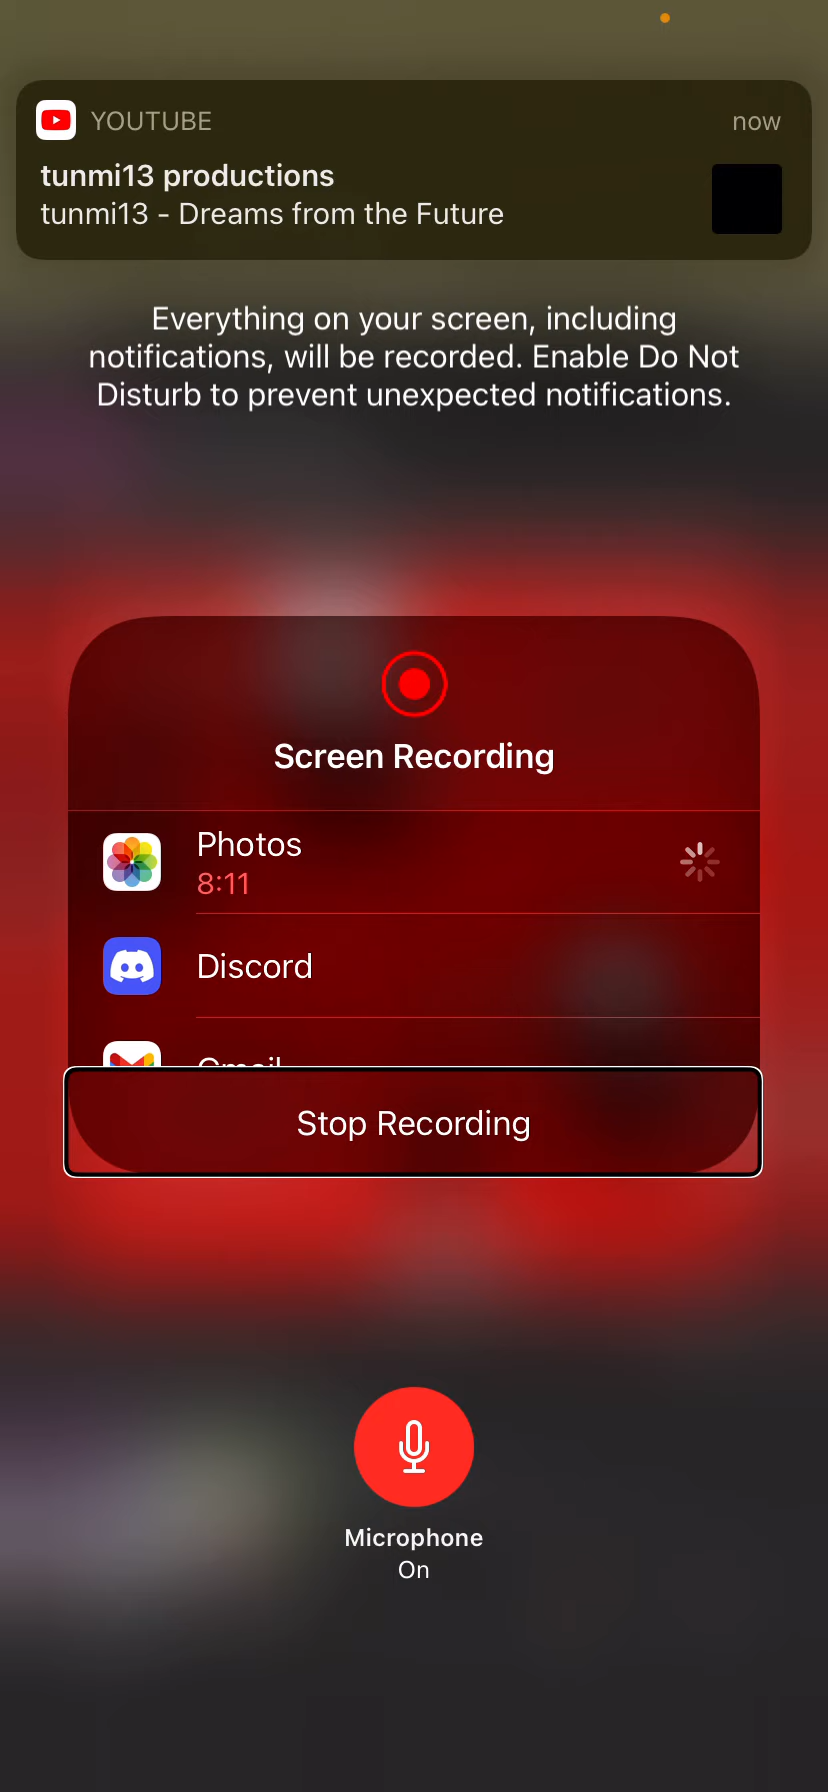 YOUTUBE
now
tunmi13 productions
tunmi13 - Dreams from the Future
Everything on your screen, including
notifications, will be recorded. Enable Do Not
Disturb to prevent unexpected notifications.
Screen Recording
Photos
8:11
Discord
Gmail
Stop Recording
Microphone
On